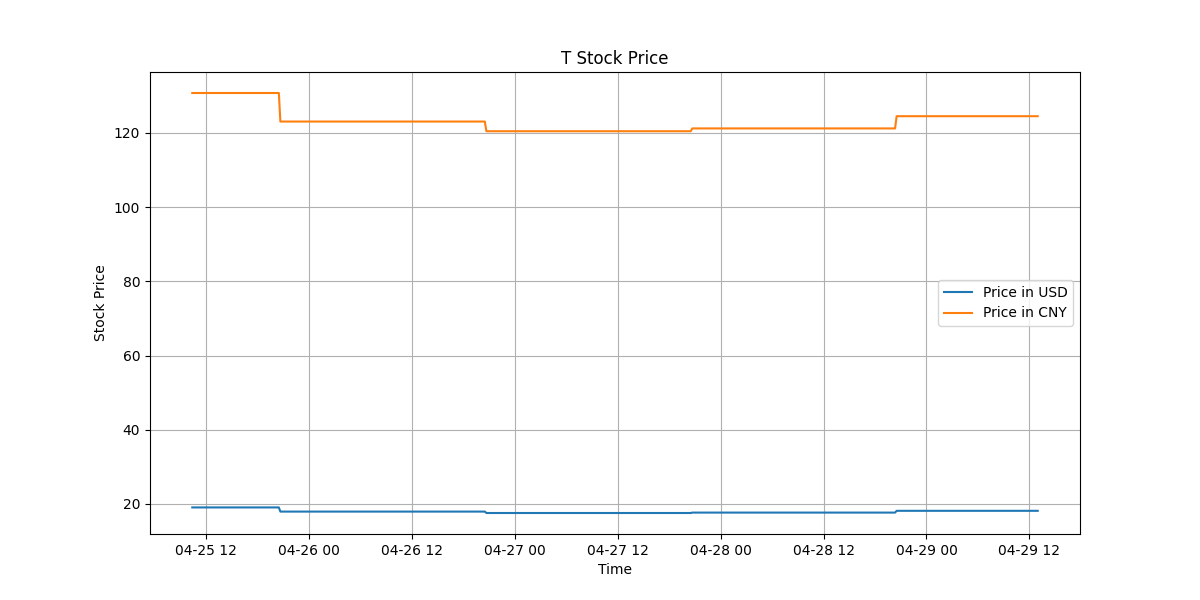 T Stock Price
Stock Price
120
100
80
60
40
20
Price in USD
Price in CNY
04-25 12 04-26 00 04-26 12 04-27 00 04-27 12 04-28 00 04-28 12 04-29 00 04-29 12
Time